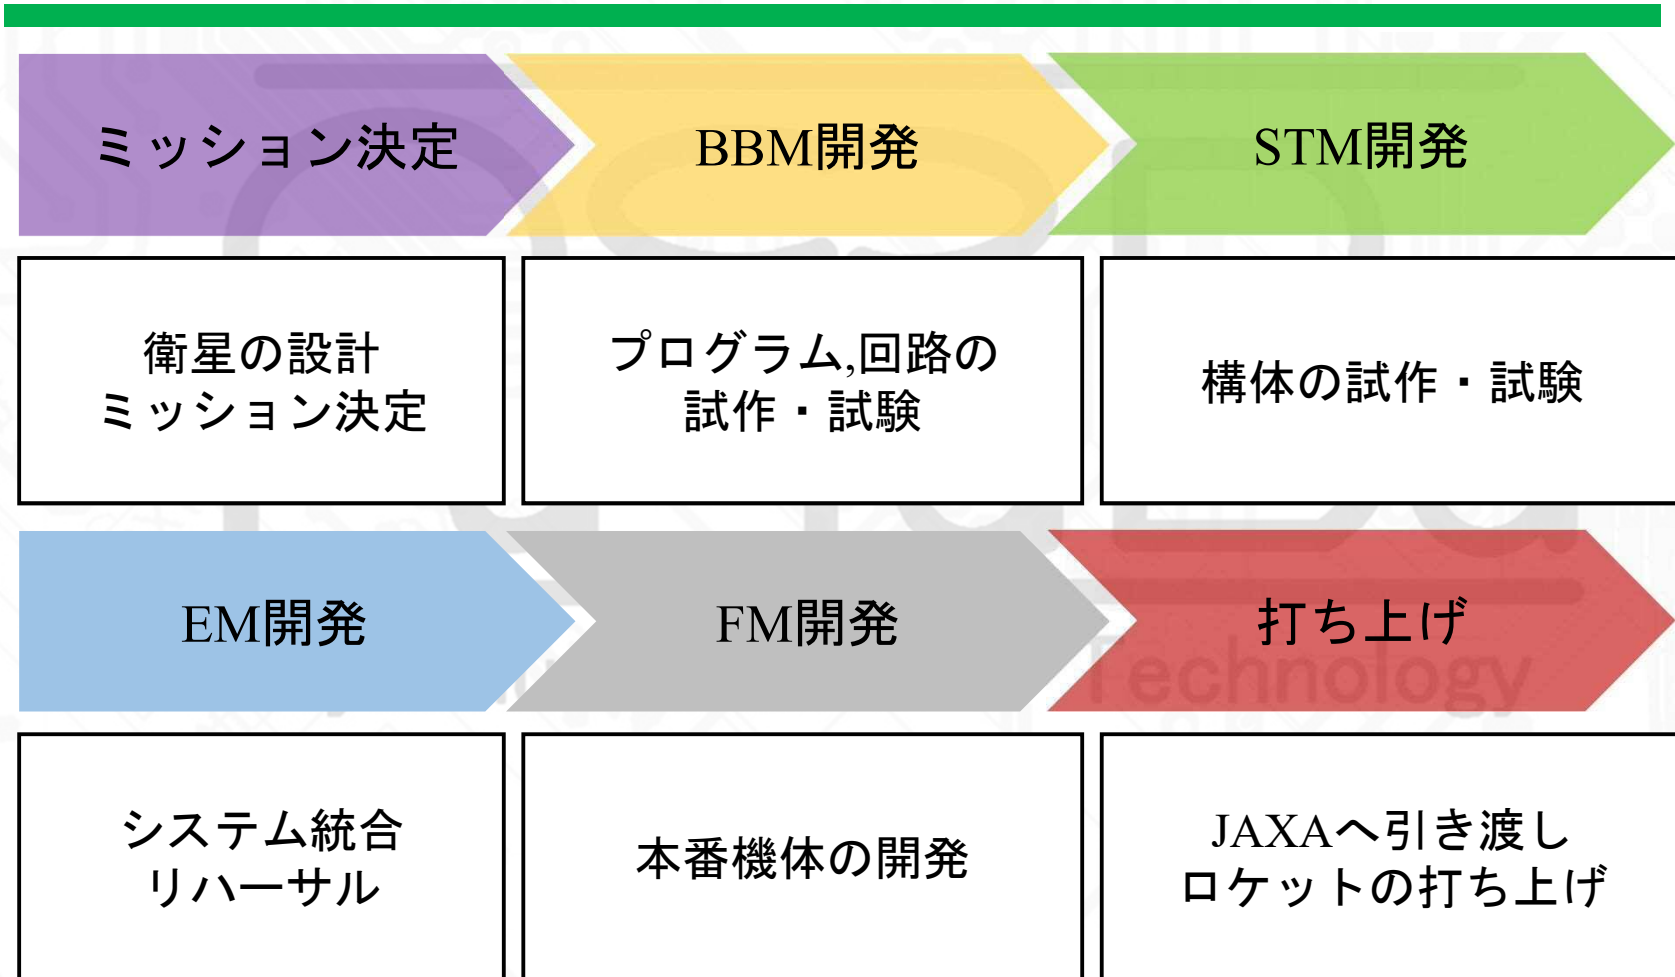 ミッション決定
BBM開発
STM開発
衛星の設計
ミッション決定
プログラム,回路の
試作・試験
構体の試作・試験
EM開発
FM開発
打ち上げ
Technology
システム統合
リハーサル
本番機体の開発
JAXAへ引き渡し
ロケットの打ち上げ